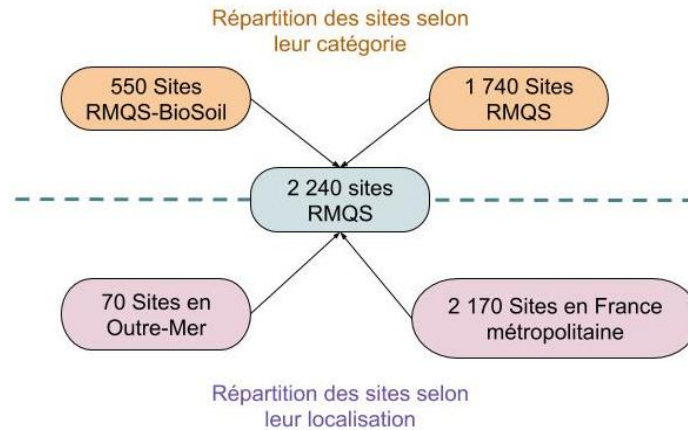 Répartition des sites selon
leur catégorie
550 Sites
RMQS-BioSoil
1 740 Sites
RMQS
2 240 sites
RMQS
70 Sites en
Outre-Mer
2 170 Sites en France
métropolitaine
Répartition des sites selon
leur localisation